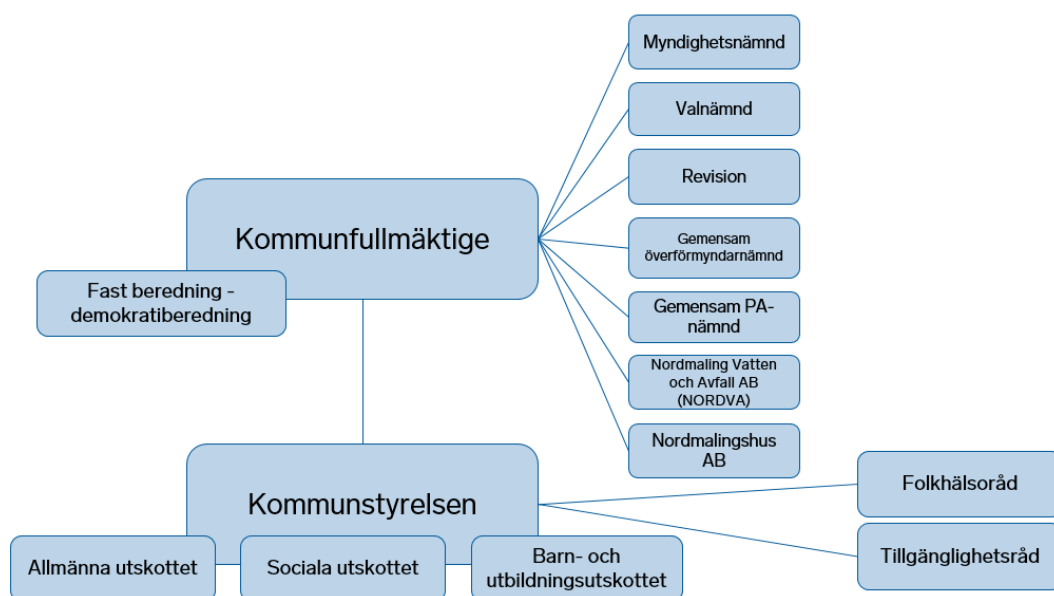 Myndighetsnämnd
Valnämnd
Revision
Kommunfullmäktige
Gemensam
överförmyndarnämnd
Fast beredning -
demokratiberedning
Gemensam PA-
nämnd
Nordmaling Vatten
och Avfall AB
(NORDVA)
Nordmalingshus
AB
Kommunstyrelsen
Folkhälsoråd
Tillgänglighetsråd
Allmänna utskottet
Sociala utskottet
Barn- och
utbildningsutskottet